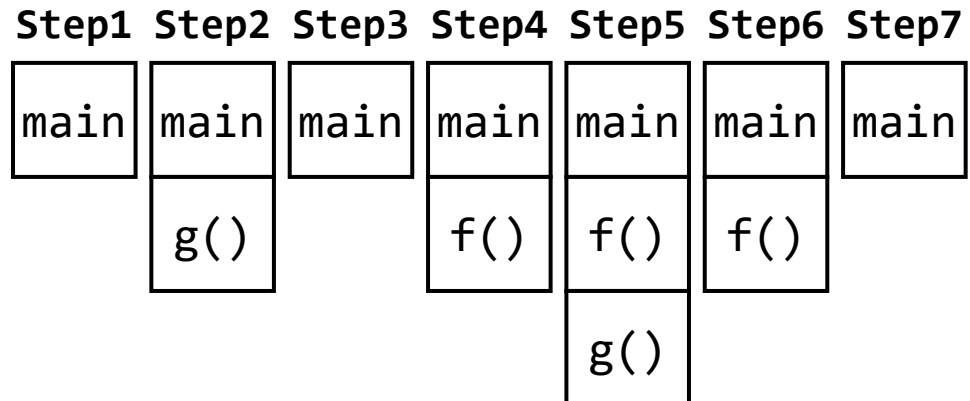 Step1 Step2 Step3 Step4 Step5 Step6 Step7
main main main main main main main
g() f() f() f()
g()